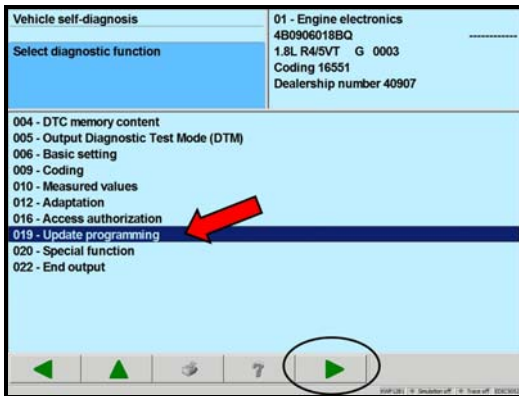 Vehicle self-diagnosis
Select diagnostic function
01 - Engine electronics
4B0906018BQ ------------
1.8L R4/5VT G 0003
Coding 16551
Dealership number 40907
004 - DTC memory content
005 - Output Diagnostic Test Mode (DTM)
006 - Basic setting
009 - Coding
010 - Measured values
012 - Adaptation
016 - Access authorization
019 - Update programming
020 - Special function
022 - End output
?
Simulation off
Trace off